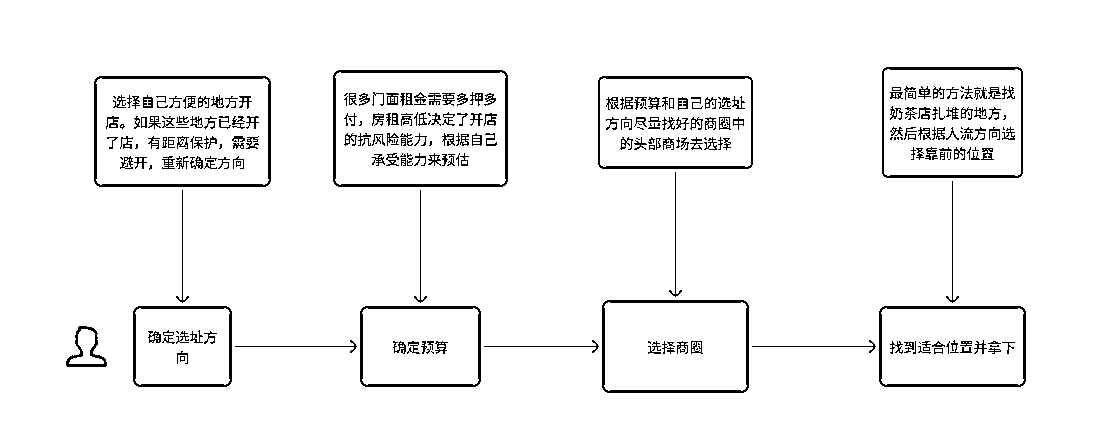 选择自己方便的地方开
店。如果这些地方已经开
了店，有距离保护，需要
避开，重新确定方向
很多门面租金需要多押多
付，房租高低决定了开店
的抗风险能力，根据自己
承受能力来预估
根据预算和自己的选址
方向尽量找好的商圈中
的头部商场去选择
最简单的方法就是找
奶茶店扎堆的地方，
然后根据人流方向选
择靠前的位置
确定选址方
向
确定预算
选择商圈
找到适合位置并拿下